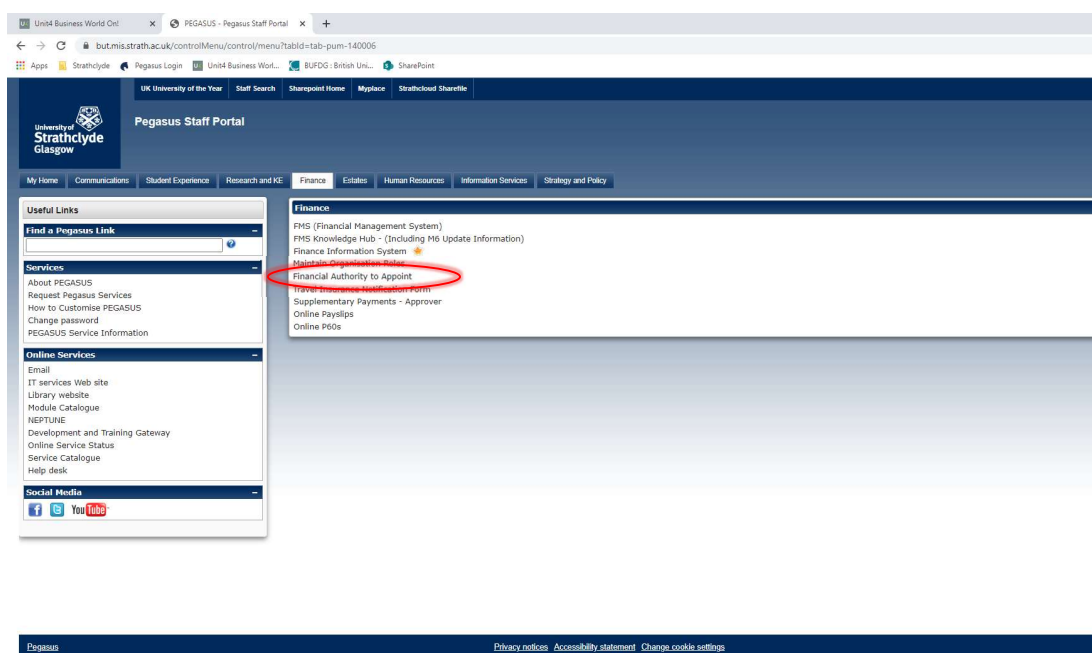 Unit4 Business World On!
PEGASUS - Pegasus Staff Portal
but.mis.strath.ac.uk/controlMenu/control/menu?tabId=tab-pum-140006
Apps Strathclyde Pegasus Login Unit4 Business Worl... BUFDG : British Uni... SharePoint
UK University of the Year Staff Search Sharepoint Home Myplace Strathcloud Sharefile
University of
Strathclyde
Glasgow
Pegasus Staff Portal
My Home Communications Student Experience Research and KE Finance Estates Human Resources Information Services Strategy and Policy
Useful Links
Find a Pegasus Link
Services
About PEGASUS
Request Pegasus Services
How to Customise PEGASUS
Change password
PEGASUS Service Information
Online Services
Email
IT services Web site
Library website
Module Catalogue
NEPTUNE
Development and Training Gateway
Online Service Status
Service Catalogue
Help desk
Social Media
YouTube
Finance
FMS (Financial Management System)
FMS Knowledge Hub - (Including M6 Update Information)
Finance Information System
Maintain Organisation Roles
Financial Authority to Appoint
Travel Insurance Notification Form
Supplementary Payments - Approver
Online Payslips
Online P60s
Pegasus
Privacy notices Accessibility statement Change cookie settings